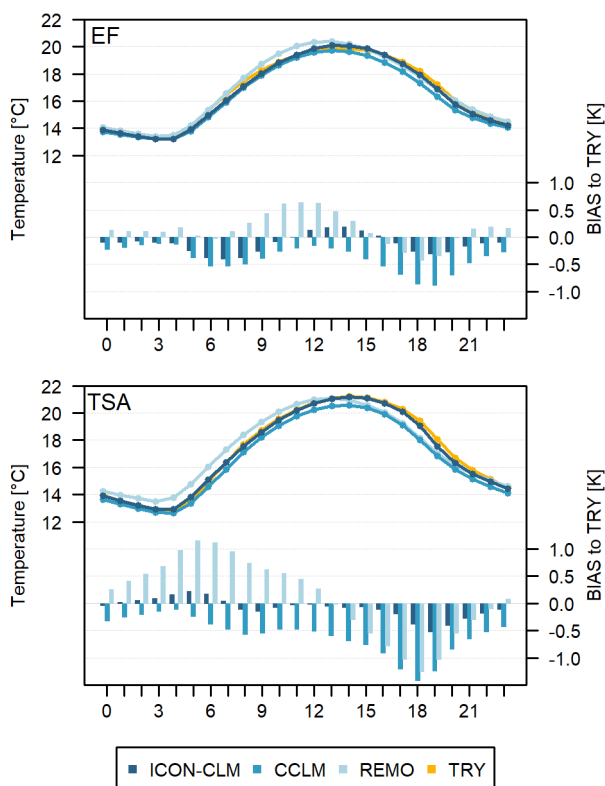 EF
22
20
18
16
14
12
Temperature [°C]
1.0
0.5
0.0
-0.5
-1.0
BIAS to TRY [K]
0 3 6 9 12 15 18 21
TSA
22
20
18
16
14
12
Temperature [°C]
1.0
0.5
0.0
-0.5
-1.0
BIAS to TRY [K]
0 3 6 9 12 15 18 21
ICON-CLM CCLM REMO TRY